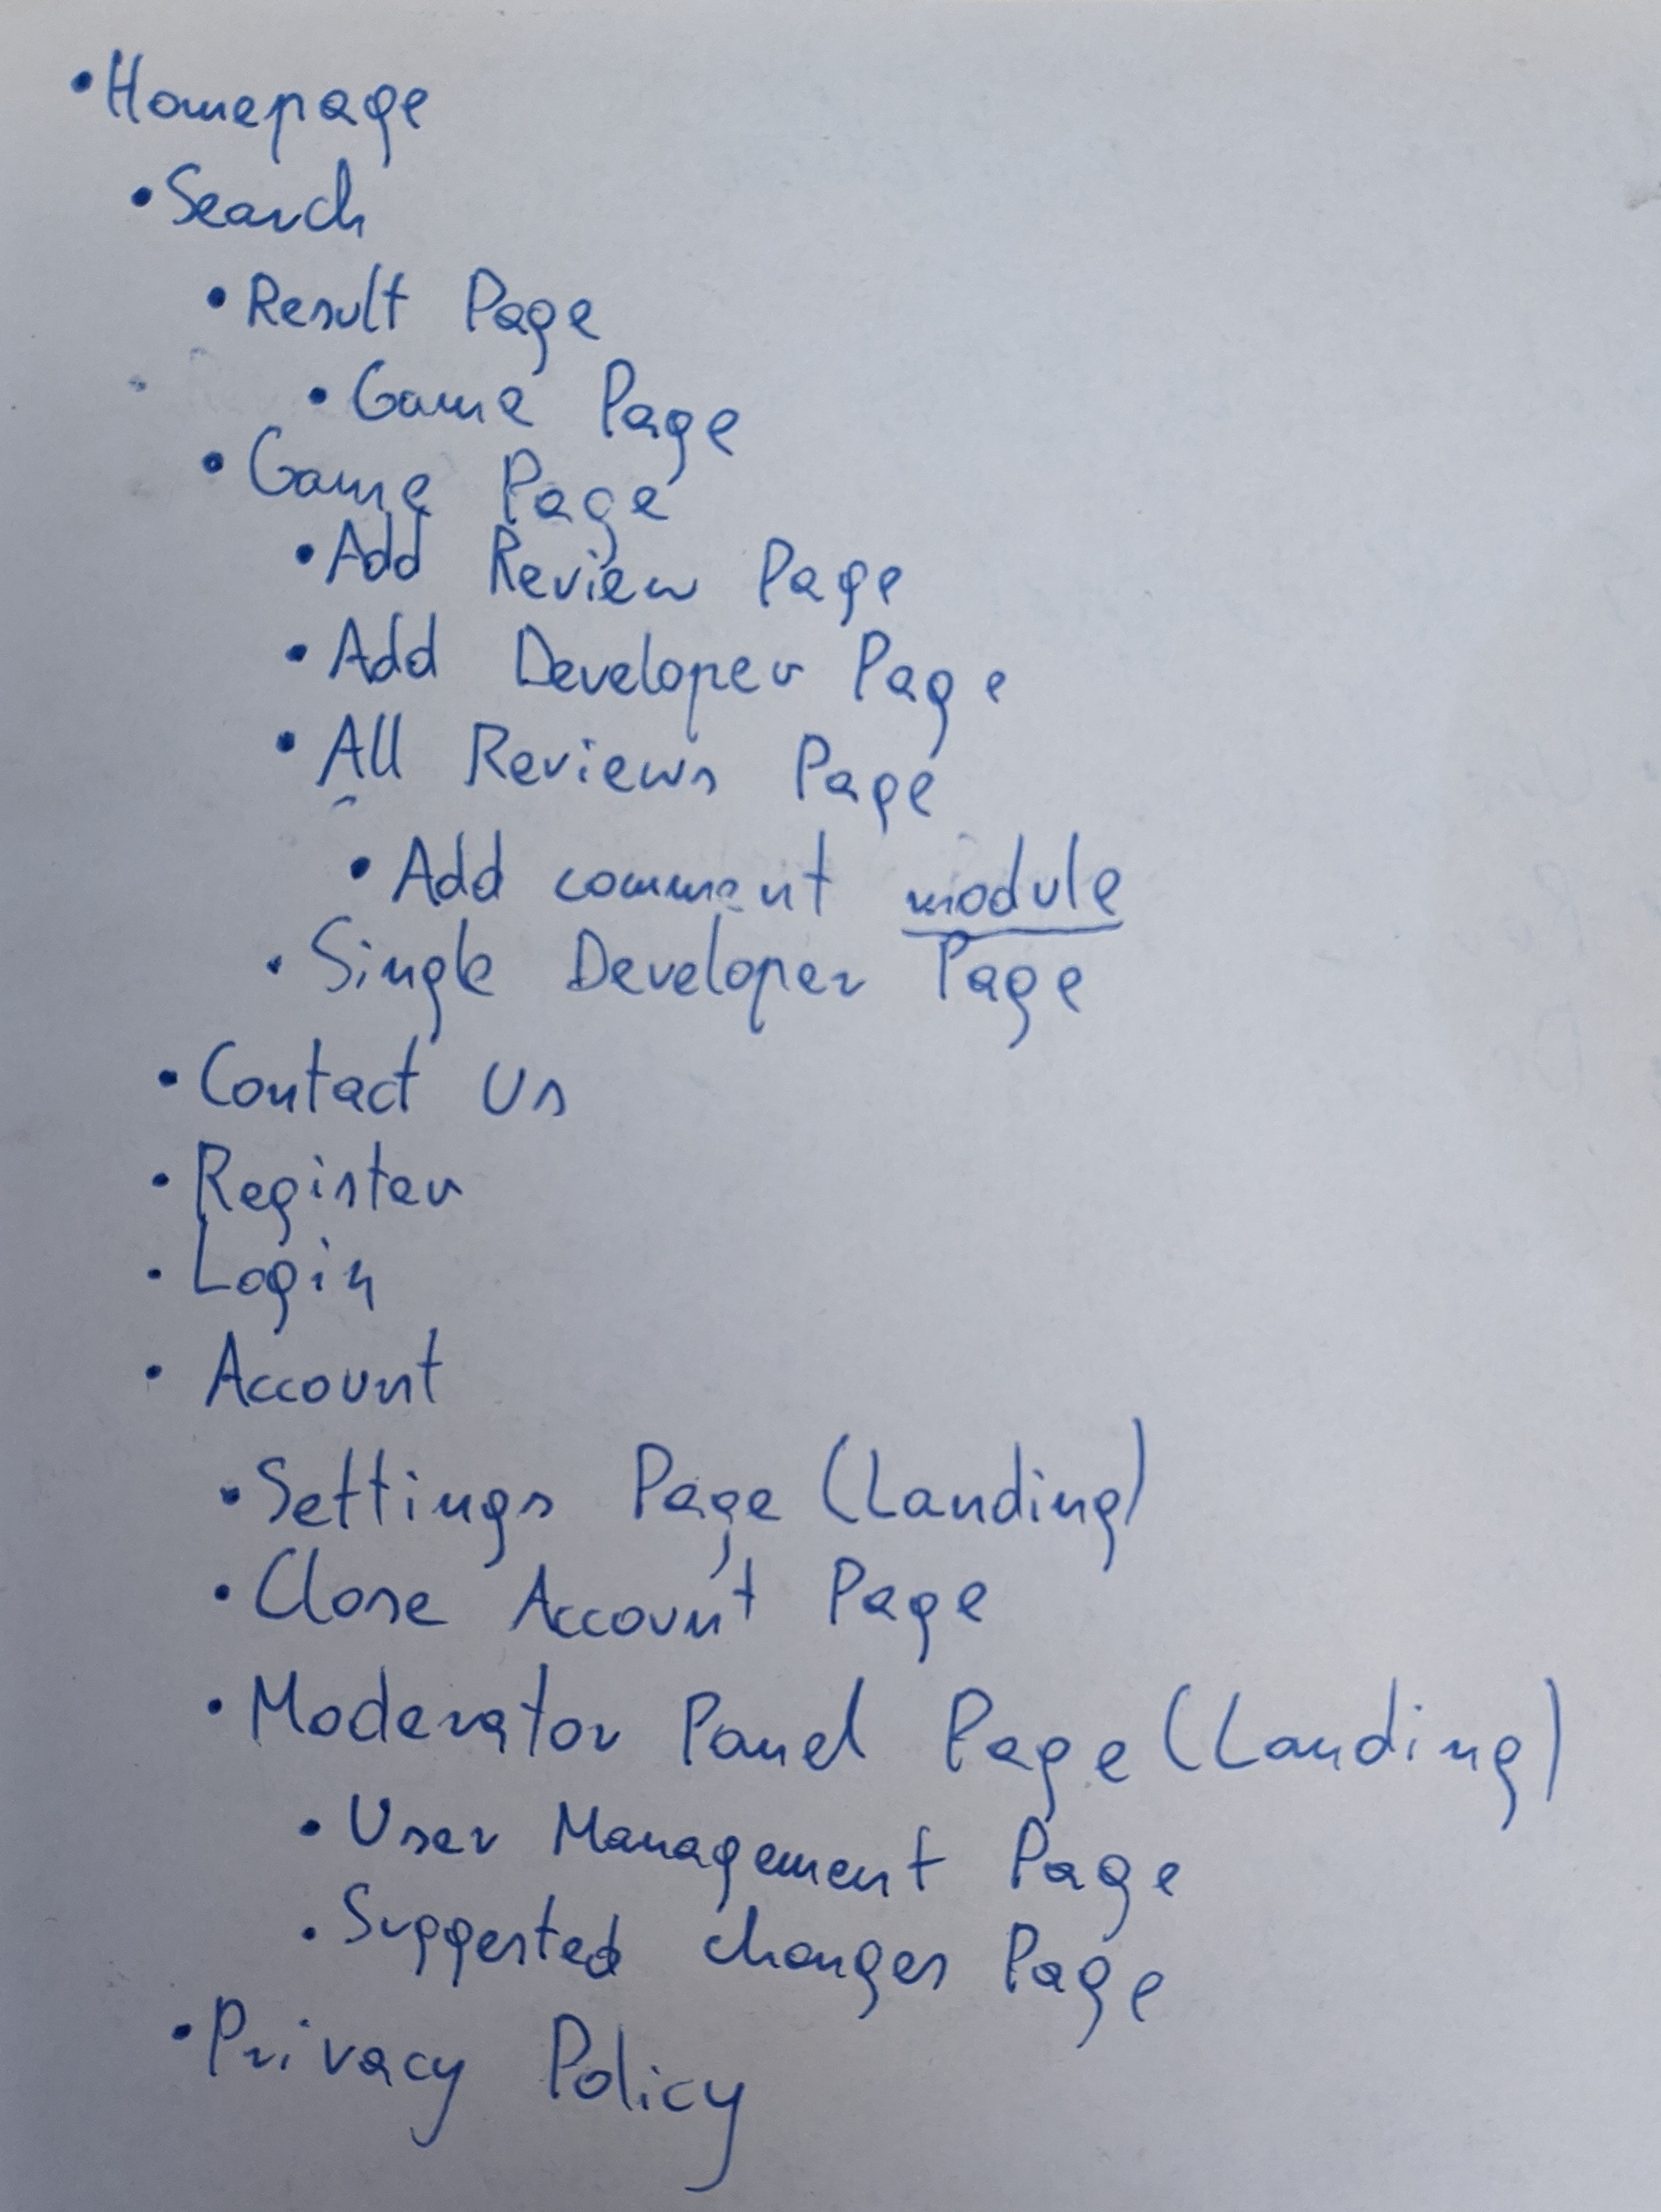 • Homepage
• Search
• Result Page
• Game Page
• Game Page
• Add Review Page
• Add Developer Page
• All Reviews Page
• Add comment module
• Single Developer Page
• Contact Us
• Register
• Login
• Account
• Settings Page (Landing)
• Close Account Page
• Moderator Panel Page (Landing)
• User Management Page
• Suggested changes Page
• Privacy Policy